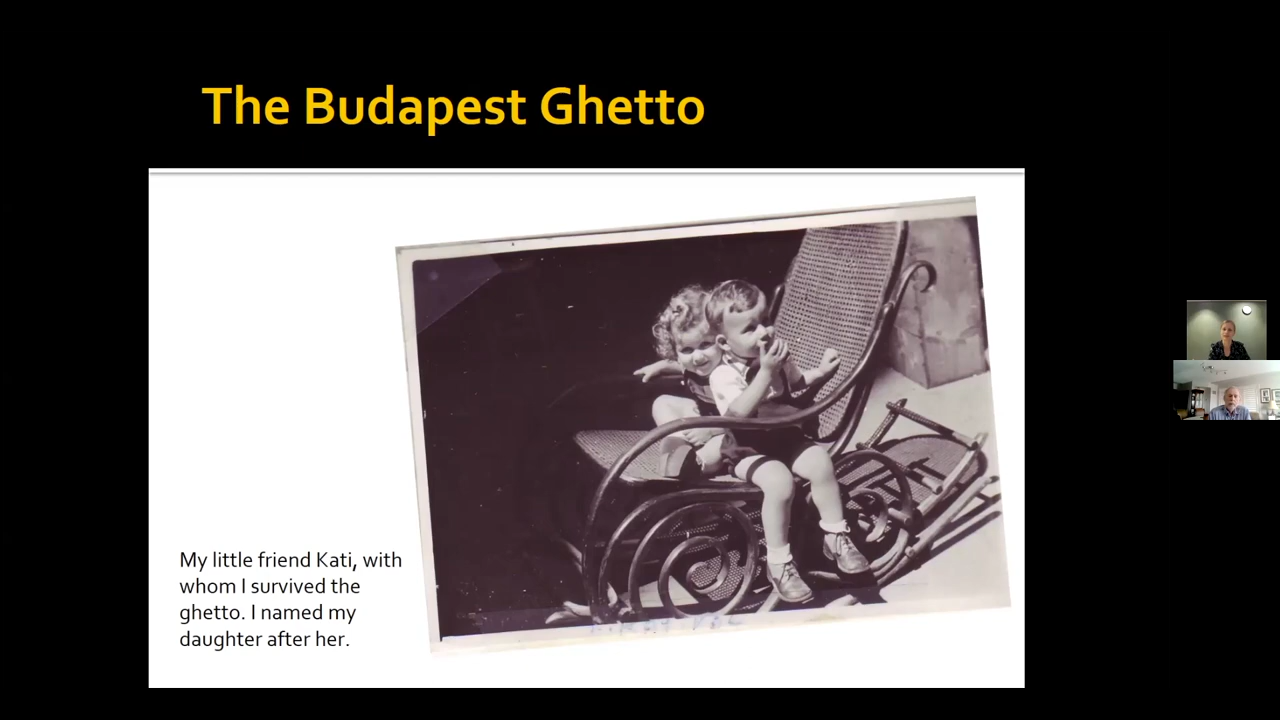 The Budapest Ghetto
My little friend Kati, with
whom I survived the
ghetto. I named my
daughter after her.